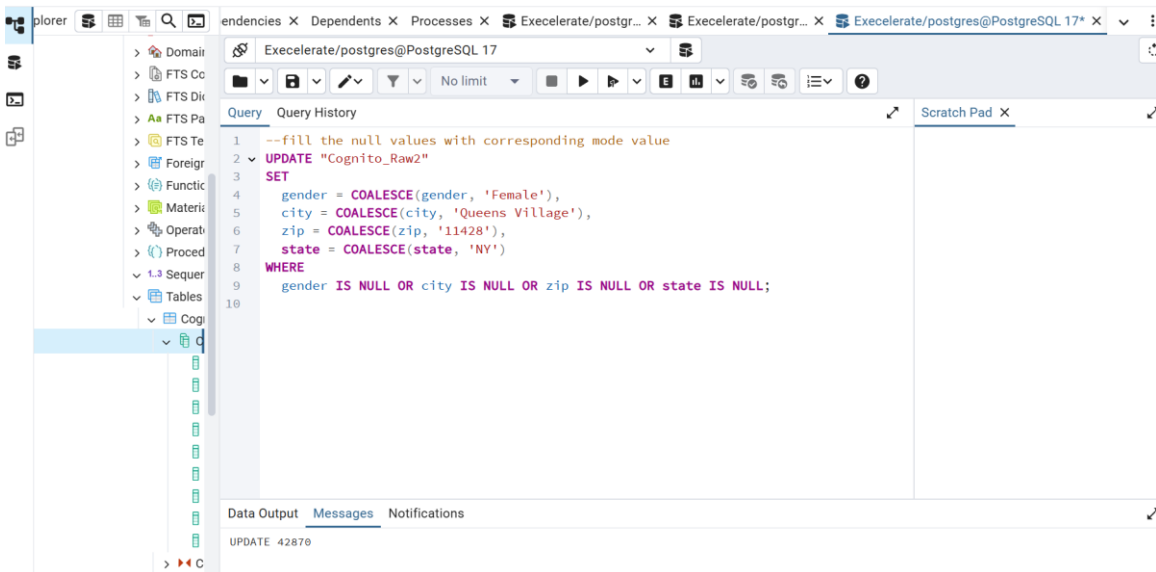 plorer
endencies X Dependents X Processes X Execelerate/postgr... X Execelerate/postgr... X Execelerate/postgres@PostgreSQL 17* X
Domair
FTS Co
FTS Dic
Aa FTS Pa
FTS Te
Foreigr
Functic
Materia
Operato
Proced
1..3 Sequer
Tables
Cogr
C
C
Execelerate/postgres@PostgreSQL 17
No limit
E
Query Query History
Scratch Pad X
1 --fill the null values with corresponding mode value
2 UPDATE "Cognito_Raw2"
3 SET
4 gender = COALESCE(gender, 'Female'),
5 city = COALESCE(city, 'Queens Village'),
6 zip = COALESCE(zip, '11428'),
7 state = COALESCE(state, 'NY')
8 WHERE
9 gender IS NULL OR city IS NULL OR zip IS NULL OR state IS NULL;
10
Data Output Messages Notifications
UPDATE 42870